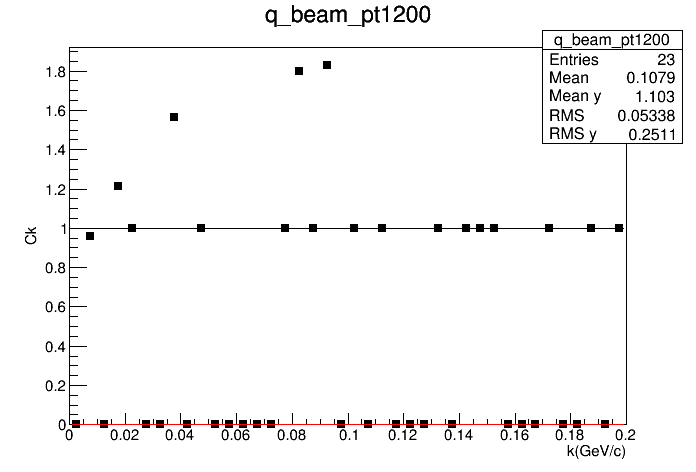 q_beam_pt1200
q_beam_pt1200
Entries 23
Mean 0.1079
Mean y 1.103
RMS 0.05338
RMS y 0.2511
1.8
1.6
1.4
1.2
1
0.8
0.6
0.4
0.2
0
Ck
0 0.02 0.04 0.06 0.08 0.1 0.12 0.14 0.16 0.18 0.2
k(GeV/c)